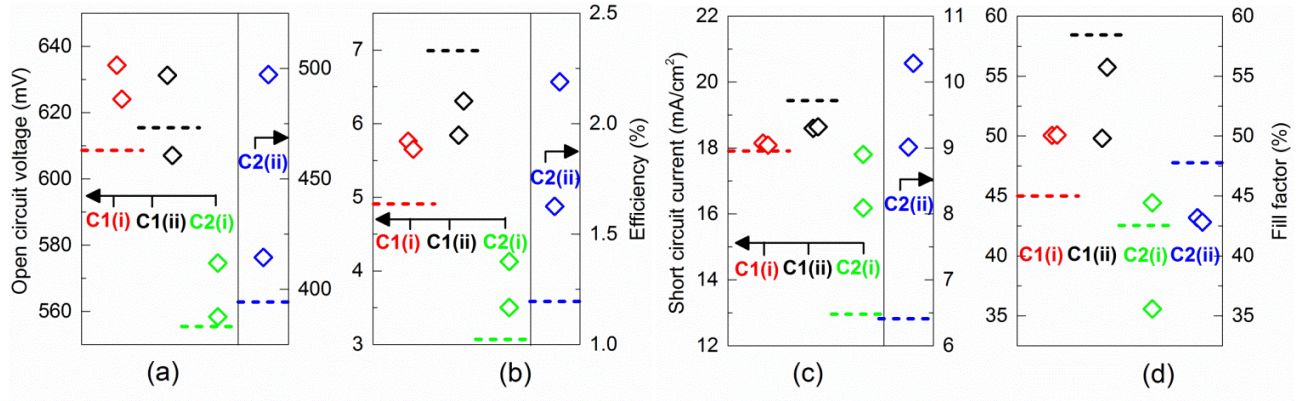 640
620
600
580
560
Open circuit voltage (mV)
500
450
400
C1(i)
C1(ii)
C2(i)
C2(ii)
(a)
7
6
5
4
3
2.5
2.0
1.5
1.0
Efficiency (%)
C1(i)
C1(ii)
C2(i)
C2(ii)
(b)
22
20
18
16
14
12
Short circuit current (mA/cm²)
11
10
9
8
7
6
C1(i)
C1(ii)
C2(i)
C2(ii)
(c)
60
55
50
45
40
35
60
55
50
45
40
35
Fill factor (%)
C1(i)
C1(ii)
C2(i)
C2(ii)
(d)